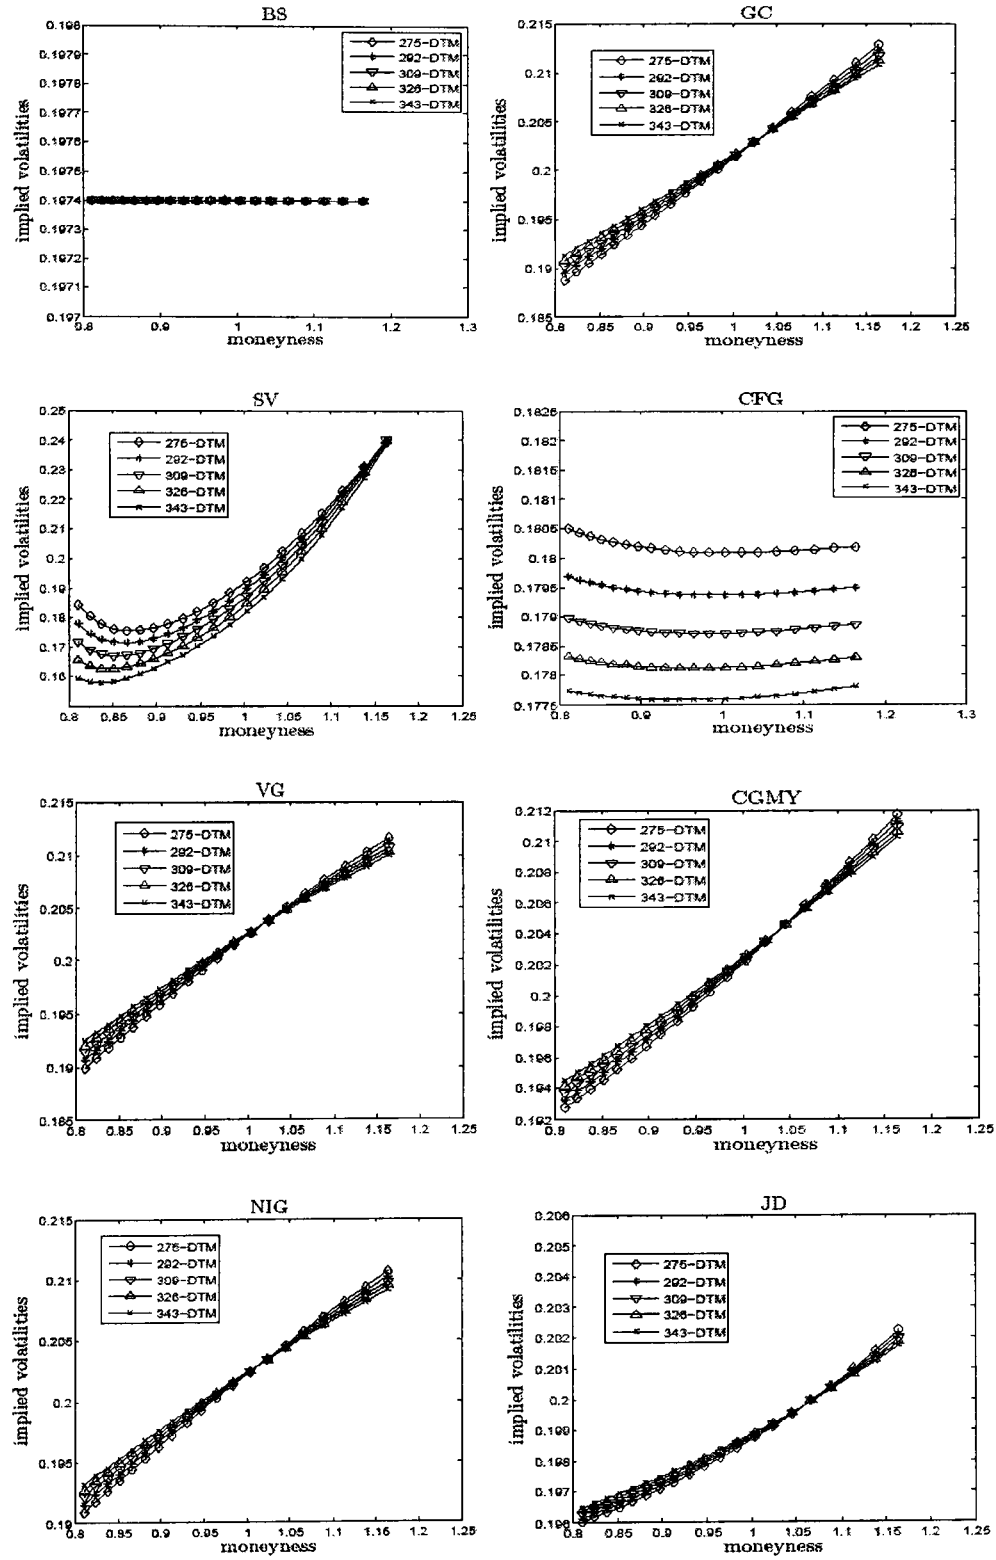 BS
0.198
0.1979
0.1978
0.1977
0.1976
0.1975
0.1974
0.1973
0.1972
0.1971
0.197
0.8 0.9 1 1.1 1.2 1.3
implied volatilities
moneyness
275-DTM
292-DTM
309-DTM
326-DTM
343-DTM
GC
0.215
0.21
0.205
0.2
0.195
0.19
0.185
0.8 0.85 0.9 0.95 1 1.05 1.1 1.15 1.2 1.25
implied volatilities
moneyness
275-DTM
292-DTM
309-DTM
326-DTM
343-DTM
SV
0.25
0.24
0.23
0.22
0.21
0.2
0.19
0.18
0.17
0.16
0.8 0.85 0.9 0.95 1 1.05 1.1 1.15 1.2 1.25
implied volatilities
moneyness
275-DTM
292-DTM
309-DTM
326-DTM
343-DTM
CFG
0.1825
0.182
0.1815
0.181
0.1805
0.18
0.1795
0.179
0.1785
0.178
0.1775
0.8 0.9 1 1.1 1.2 1.3
implied volatilities
moneyness
275-DTM
292-DTM
309-DTM
326-DTM
343-DTM
VG
0.215
0.21
0.205
0.2
0.195
0.19
0.185
0.8 0.85 0.9 0.95 1 1.05 1.1 1.15 1.2 1.25
implied volatilities
moneyness
275-DTM
292-DTM
309-DTM
326-DTM
343-DTM
CGMY
0.212
0.21
0.208
0.206
0.204
0.202
0.2
0.198
0.196
0.194
0.192
0.8 0.85 0.9 0.95 1 1.05 1.1 1.15 1.2 1.25
implied volatilities
moneyness
275-DTM
292-DTM
309-DTM
326-DTM
343-DTM
NIG
0.215
0.21
0.205
0.2
0.195
0.19
0.8 0.85 0.9 0.95 1 1.05 1.1 1.15 1.2 1.25
implied volatilities
moneyness
275-DTM
292-DTM
309-DTM
326-DTM
343-DTM
JD
0.206
0.205
0.204
0.203
0.202
0.201
0.2
0.199
0.198
0.197
0.196
0.8 0.85 0.9 0.95 1 1.05 1.1 1.15 1.2 1.25
implied volatilities
moneyness
275-DTM
292-DTM
309-DTM
326-DTM
343-DTM